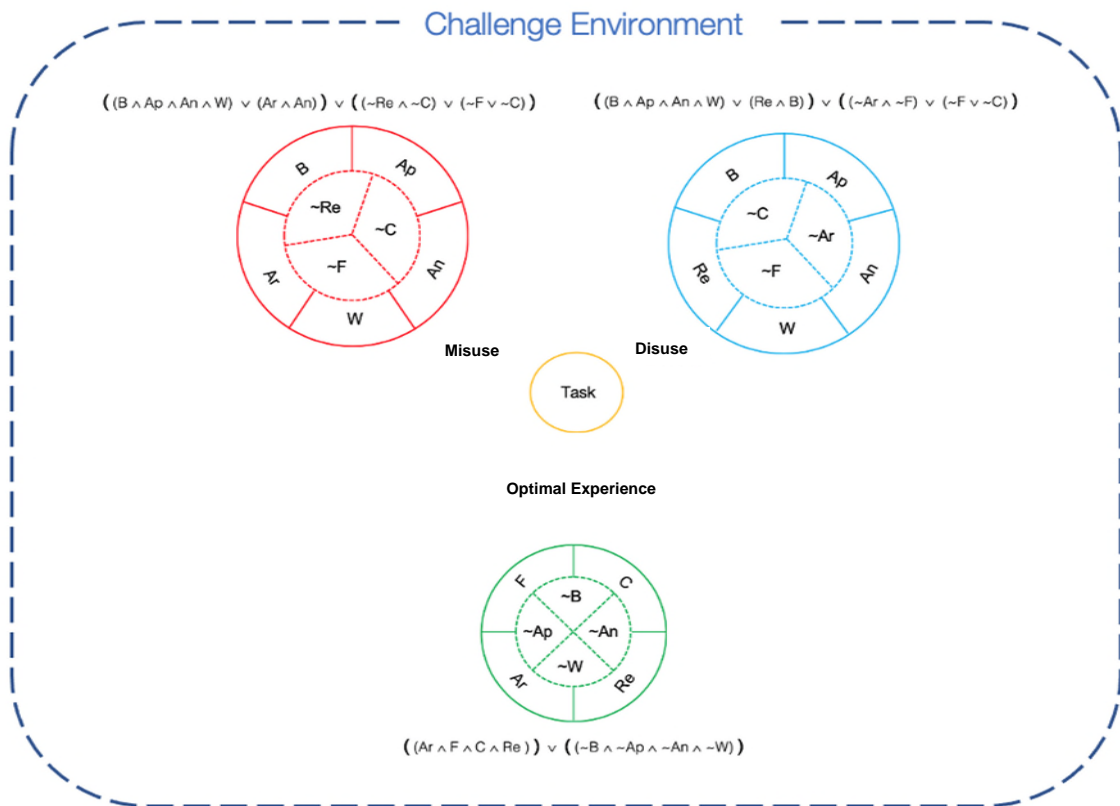 Challenge Environment
((B ∧ Ap ∧ An ∧ W) ∨ (Ar ∧ An)) ∨ ((~Re ∧ ~C) ∨ (~F ∨ ~C))
((B ∧ Ap ∧ An ∧ W) ∨ (Re ∧ B)) ∨ ((~Ar ∧ ~F) ∨ (~F ∨ ~C))
B
Ap
~Re
~C
~F
Ar
An
W
B
Ap
~C
~Ar
~F
Re
An
W
Misuse
Disuse
Task
Optimal Experience
F
C
~B
~Ap
~An
~W
Ar
Re
((Ar ∧ F ∧ C ∧ Re )) ∨ ((~B ∧ ~Ap ∧ ~An ∧ ~W)